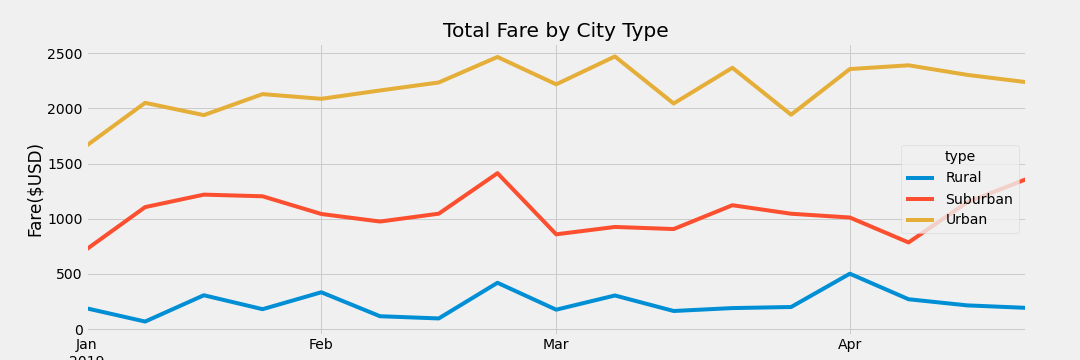 Total Fare by City Type
2500
2000
1500
1000
500
0
Fare($USD)
type
Rural
Suburban
Urban
Jan Feb Mar Apr
2019